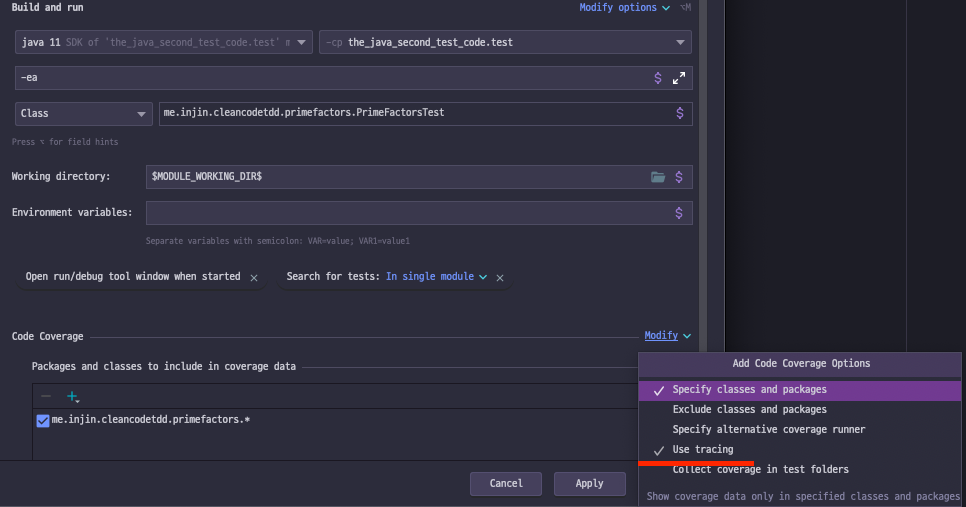 Build and run
Modify options ⌥M
java 11 SDK of 'the_java_second_test_code.test' m
-cp the_java_second_test_code.test
-ea
Class
me.injin.cleancodetdd.primefactors.PrimeFactorsTest
Press ⌥ for field hints
Working directory:
$MODULE_WORKING_DIR$
Environment variables:
Separate variables with semicolon: VAR=value; VAR1=value1
Open run/debug tool window when started ×
Search for tests: In single module ×
Code Coverage
Modify
Packages and classes to include in coverage data
me.injin.cleancodetdd.primefactors.*
Add Code Coverage Options
Specify classes and packages
Exclude classes and packages
Specify alternative coverage runner
Use tracing
Collect coverage in test folders
Show coverage data only in specified classes and packages
Cancel
Apply